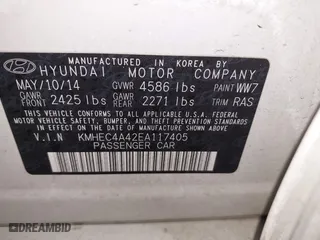 MANUFACTURED IN KOREA BY
HYUNDAI MOTOR COMPANY
MAY/10/14 GVWR 4586 lbs PAINT WW7
GAWR FRONT 2425 lbs GAWR REAR 2271 lbs TRIM RAS
THIS VEHICLE CONFORMS TO ALL APPLICABLE U.S. FEDERAL MOTOR VEHICLE
SAFETY, BUMPER, AND THEFT PREVENTION STANDARDS
IN EFFECT ON THE DATE OF MANUFACTURE SHOWN ABOVE.
V.I.N KMHEC4A42EA117405
PASSENGER CAR
© DREAMBID
STAT.VIN